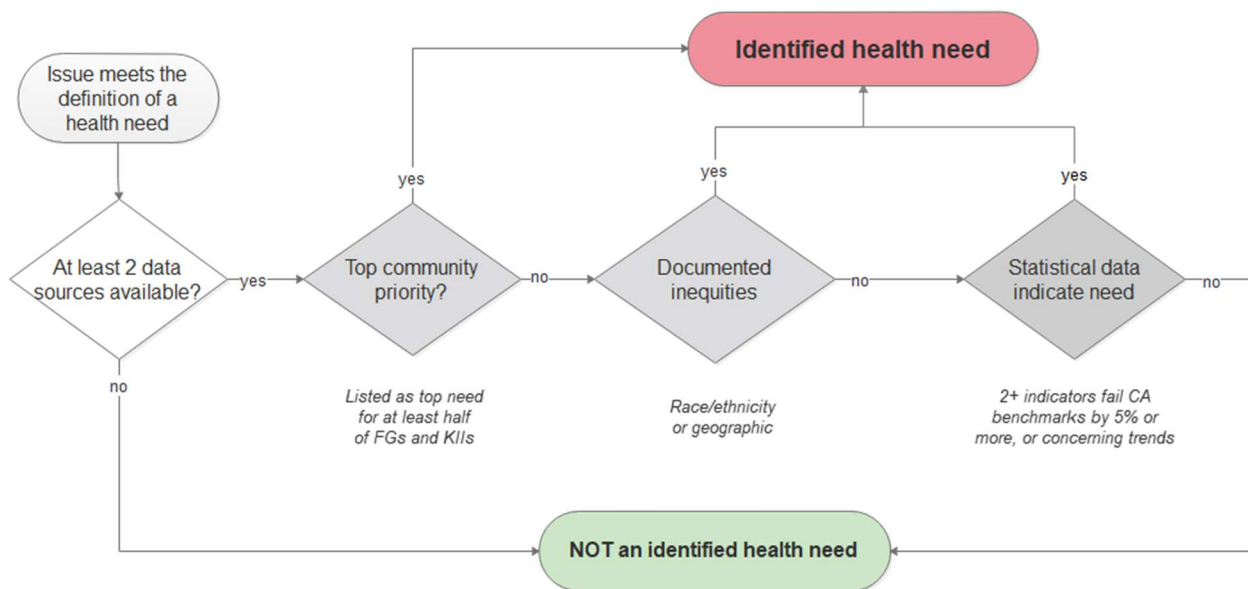 Identified health need
Issue meets the
definition of a
health need
yes
yes
yes
At least 2 data
sources available?
yes
Top community
priority?
no
Documented
inequities
no
Statistical data
indicate need
no
no
Listed as top need
for at least half
of FGs and KIIs
Race/ethnicity
or geographic
2+ indicators fail CA
benchmarks by 5% or
more, or concerning trends
NOT an identified health need